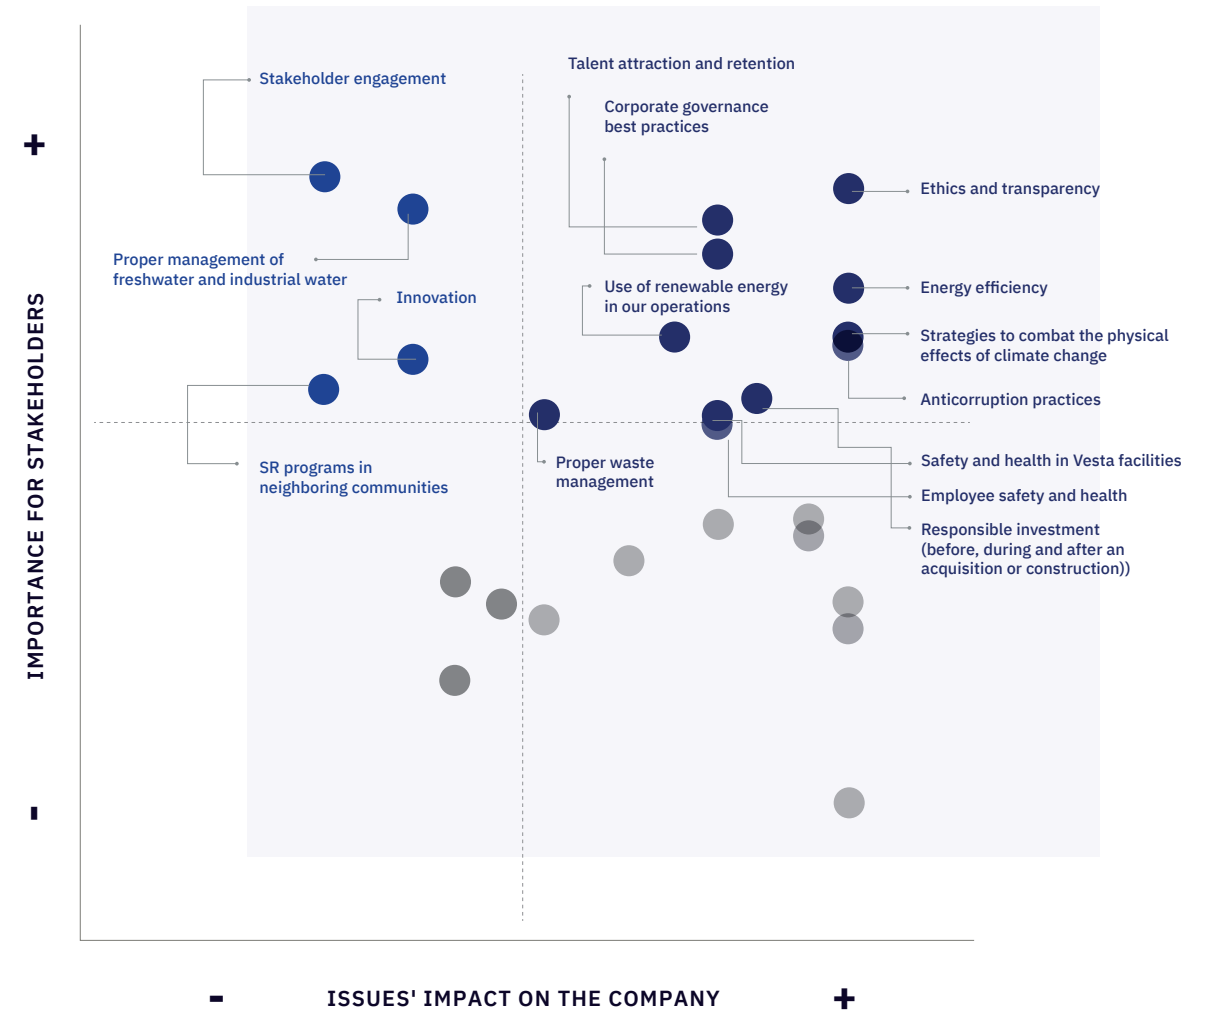 Talent attraction and retention
Stakeholder engagement
Corporate governance
best practices
+
Ethics and transparency
Proper management of
freshwater and industrial water
Use of renewable energy
in our operations
Energy efficiency
Innovation
Strategies to combat the physical
effects of climate change
Anticorruption practices
SR programs in
neighboring communities
Proper waste
management
Safety and health in Vesta facilities
Employee safety and health
Responsible investment
(before, during and after an
acquisition or construction))
IMPORTANCE FOR STAKEHOLDERS
-
-
ISSUES' IMPACT ON THE COMPANY
+